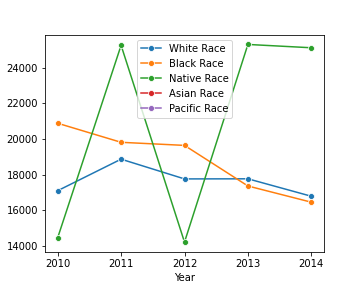 White Race
Black Race
Native Race
Asian Race
Pacific Race
24000
22000
20000
18000
16000
14000
2010 2011 2012 2013 2014
Year